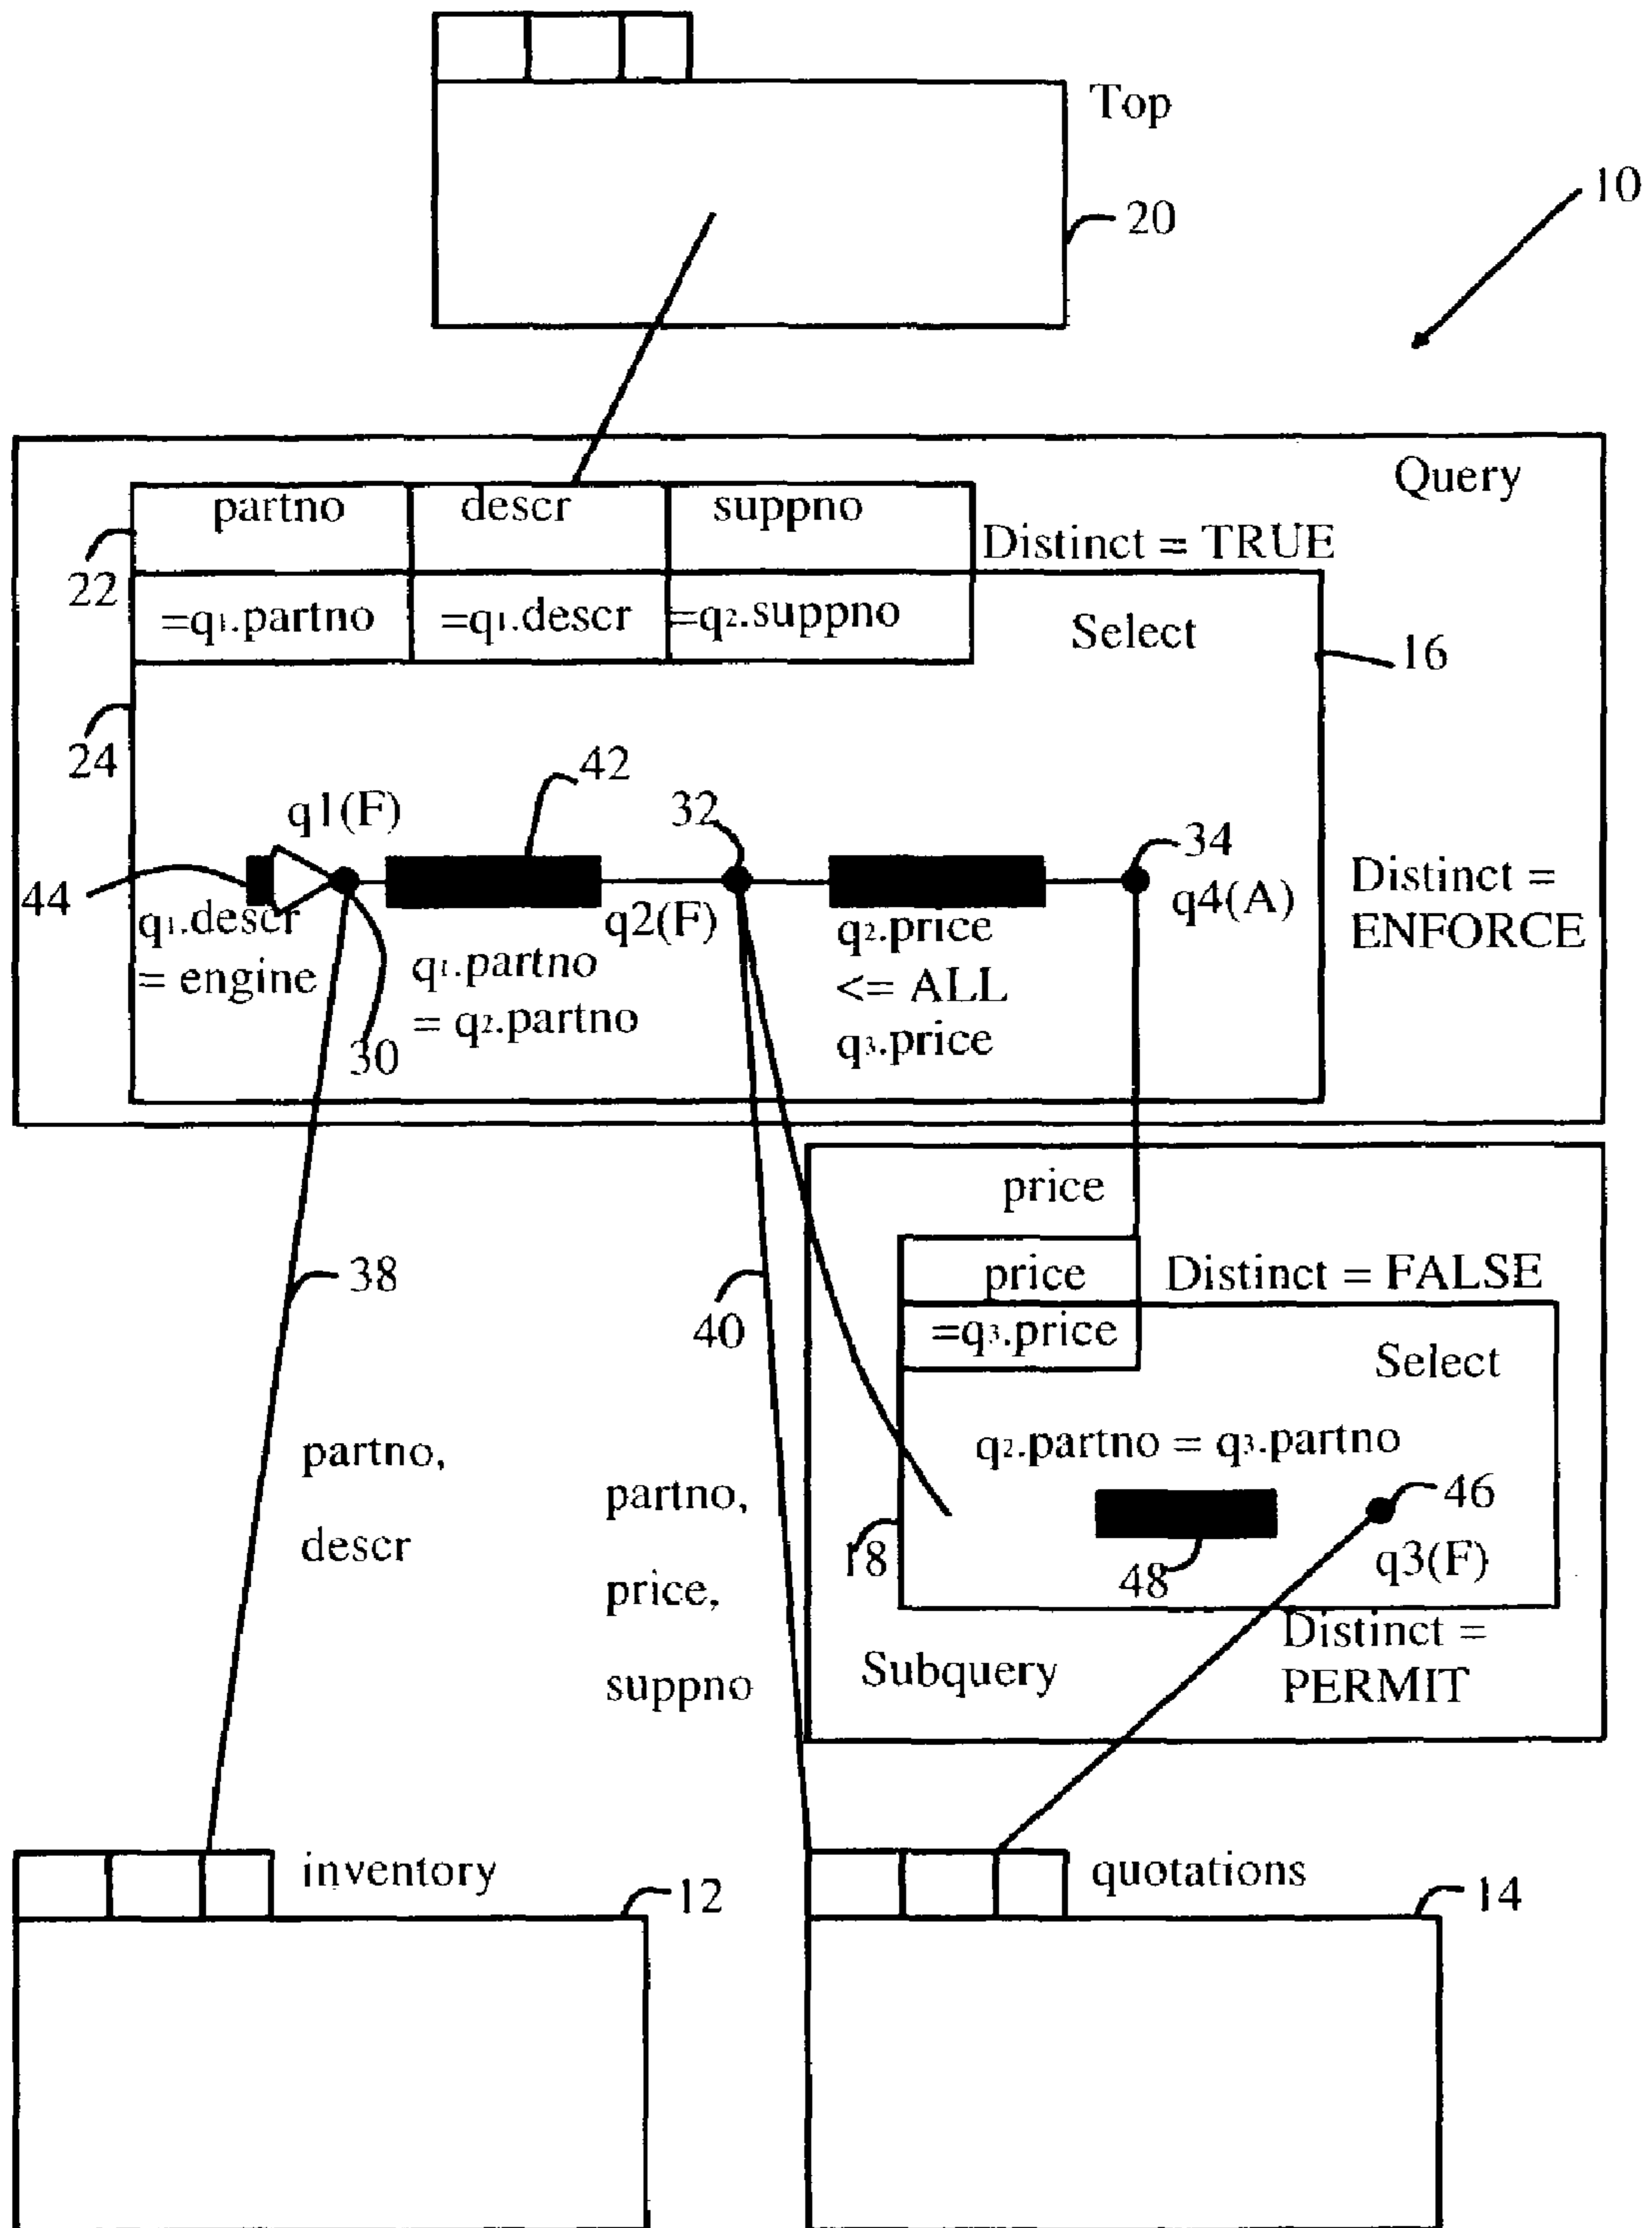 Top
10
20
Query
partno descr suppno
Distinct = TRUE
22
=q1.partno =q1.descr =q2.suppno
Select
16
24
42
q1(F)
32
34
44
q2(F)
q4(A)
Distinct =
ENFORCE
q1.descr
= engine
q1.partno
= q2.partno
q2.price
<= ALL
q3.price
30
price
38
price
Distinct = FALSE
40
=q3.price
Select
partno,
descr
q2.partno = q3.partno
partno,
price,
suppno
46
18
48
q3(F)
Distinct =
PERMIT
Subquery
inventory
12
quotations
14